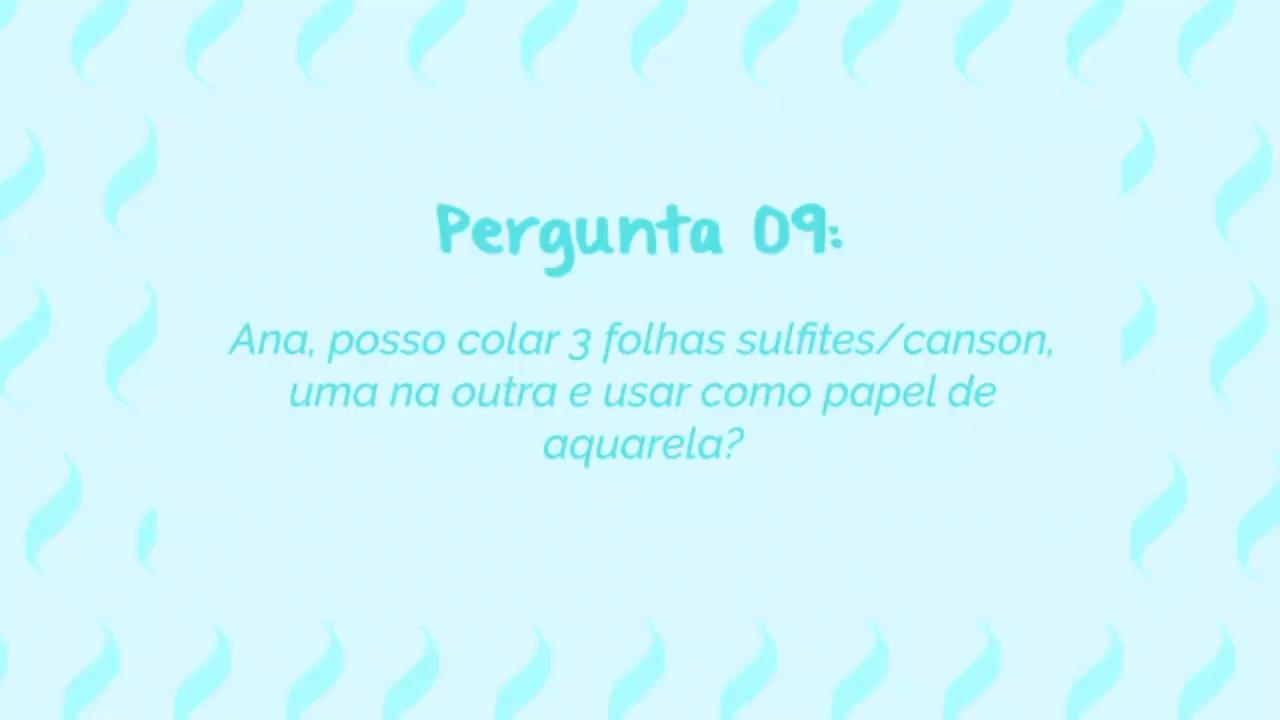 Pergunta 09:
Ana, posso colar 3 folhas sulfites/canson,
uma na outra e usar como papel de
aquarela?